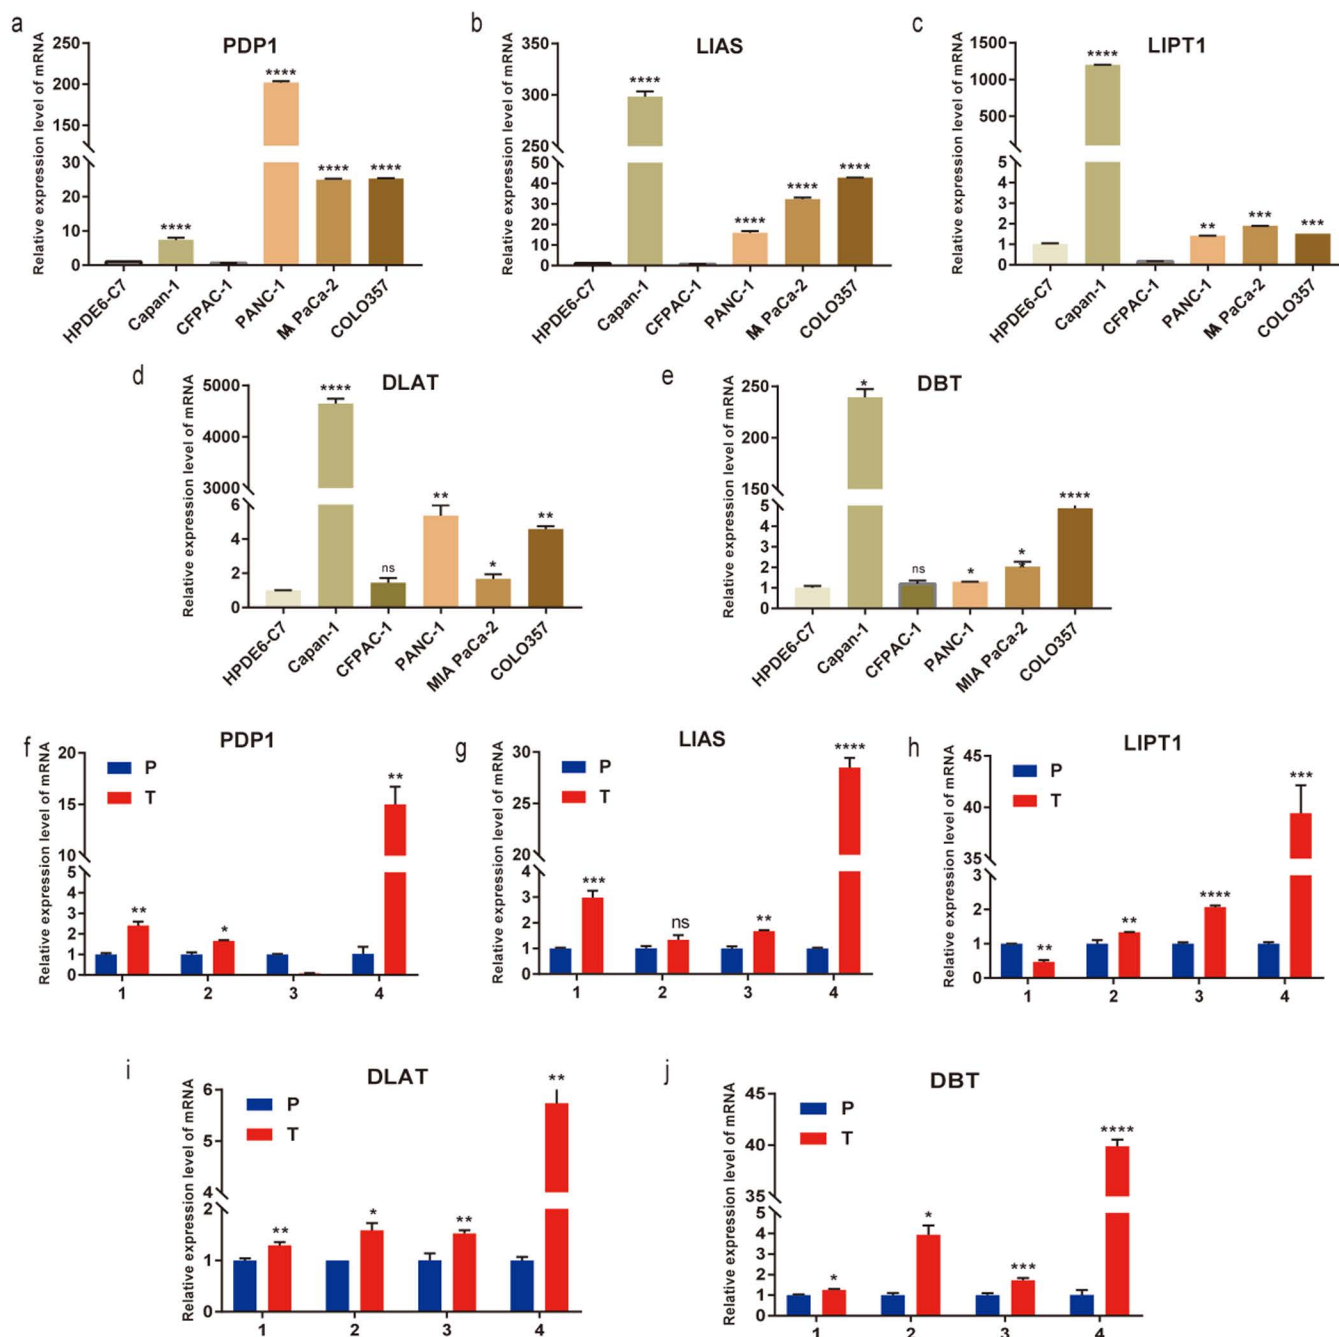 a
PDP1
Relative expression level of mRNA
250
200
150
100
30
20
10
0
****
****
****
****
HPDE6-C7
Capan-1
CFPAC-1
PANC-1
MIA PaCa-2
COLO357
b
LIAS
Relative expression level of mRNA
350
300
250
50
40
30
20
10
0
****
****
****
****
HPDE6-C7
Capan-1
CFPAC-1
PANC-1
MIA PaCa-2
COLO357
c
LIPT1
Relative expression level of mRNA
1500
1000
500
5
4
3
2
1
0
****
**
***
***
HPDE6-C7
Capan-1
CFPAC-1
PANC-1
MIA PaCa-2
COLO357
d
DLAT
Relative expression level of mRNA
5000
4000
3000
6
4
2
0
****
ns
**
*
**
HPDE6-C7
Capan-1
CFPAC-1
PANC-1
MIA PaCa-2
COLO357
e
DBT
Relative expression level of mRNA
250
200
150
5
4
3
2
1
0
*
ns
*
*
****
HPDE6-C7
Capan-1
CFPAC-1
PANC-1
MIA PaCa-2
COLO357
f
PDP1
Relative expression level of mRNA
P
T
20
15
10
5
4
3
2
1
0
**
*
**
1
2
3
4
g
LIAS
Relative expression level of mRNA
P
T
30
25
20
4
3
2
1
0
***
ns
**
****
1
2
3
4
h
LIPT1
Relative expression level of mRNA
P
T
45
40
35
3
2
1
0
**
**
****
***
1
2
3
4
i
DLAT
Relative expression level of mRNA
P
T
6
5
4
2
1
0
**
*
**
**
1
2
3
4
j
DBT
Relative expression level of mRNA
P
T
45
40
35
5
4
3
2
1
0
*
*
***
****
1
2
3
4